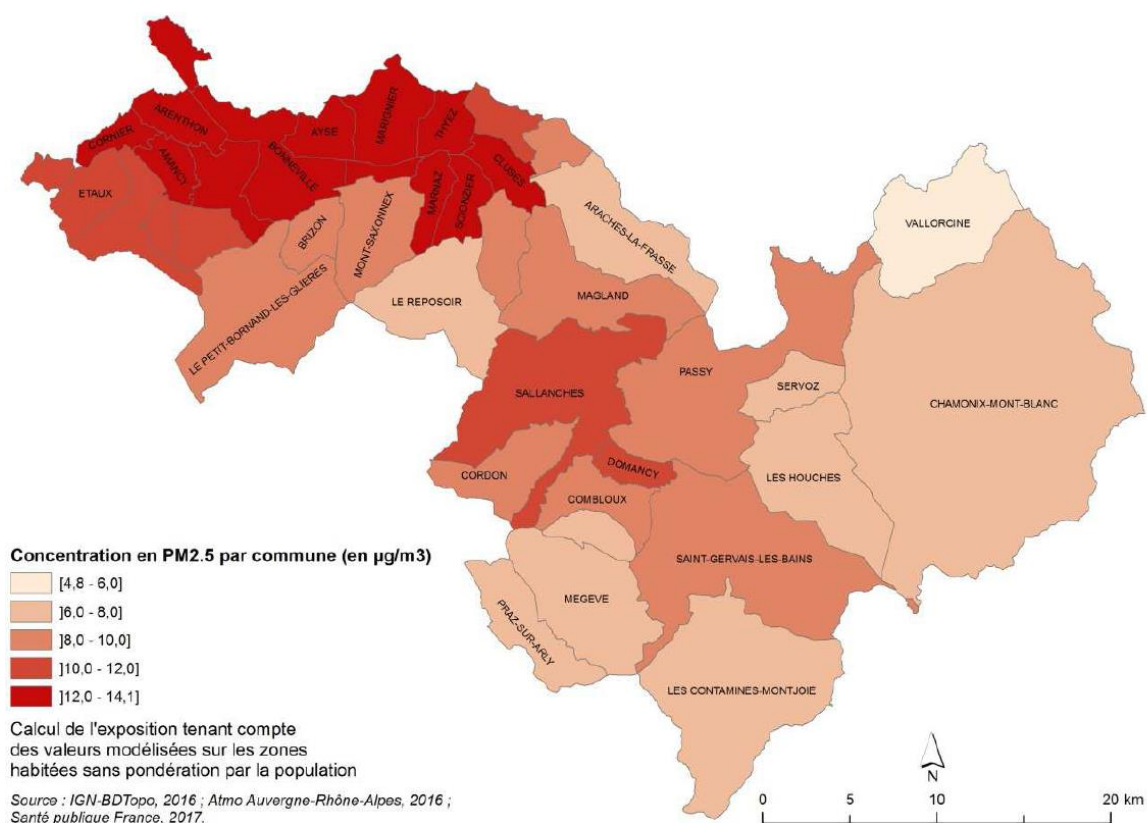 ARENTHON
CORNIER
AMANCY
ETAUX
AYSE
MARIGNIER
THYEZ
BONNEVILLE
MARNAZ
SCIONZIER
CLUSES
BRIZON
MONT-SAXONNEX
LE PETIT-BORNAND-LES-GLIERES
LE REPOSOIR
ARACHES-LA-FRASSE
MAGLAND
VALLORCINE
SALLANCHES
PASSY
SERVOZ
CHAMONIX-MONT-BLANC
CORDON
DOMANCY
COMBLOUX
LES HOUCHES
SAINT-GERVAIS-LES-BAINS
MEGEVE
PRAZ-SUR-ARLY
LES CONTAMINES-MONTJOIE
Concentration en PM2.5 par commune (en µg/m3)
[4,8 - 6,0]
]6,0 - 8,0]
]8,0 - 10,0]
]10,0 - 12,0]
]12,0 - 14,1]
Calcul de l'exposition tenant compte
des valeurs modélisées sur les zones
habitées sans pondération par la population
Source : IGN-BDTopo, 2016 ; Atmo Auvergne-Rhône-Alpes, 2016 ;
Santé publique France, 2017.
N
0 5 10 20 km